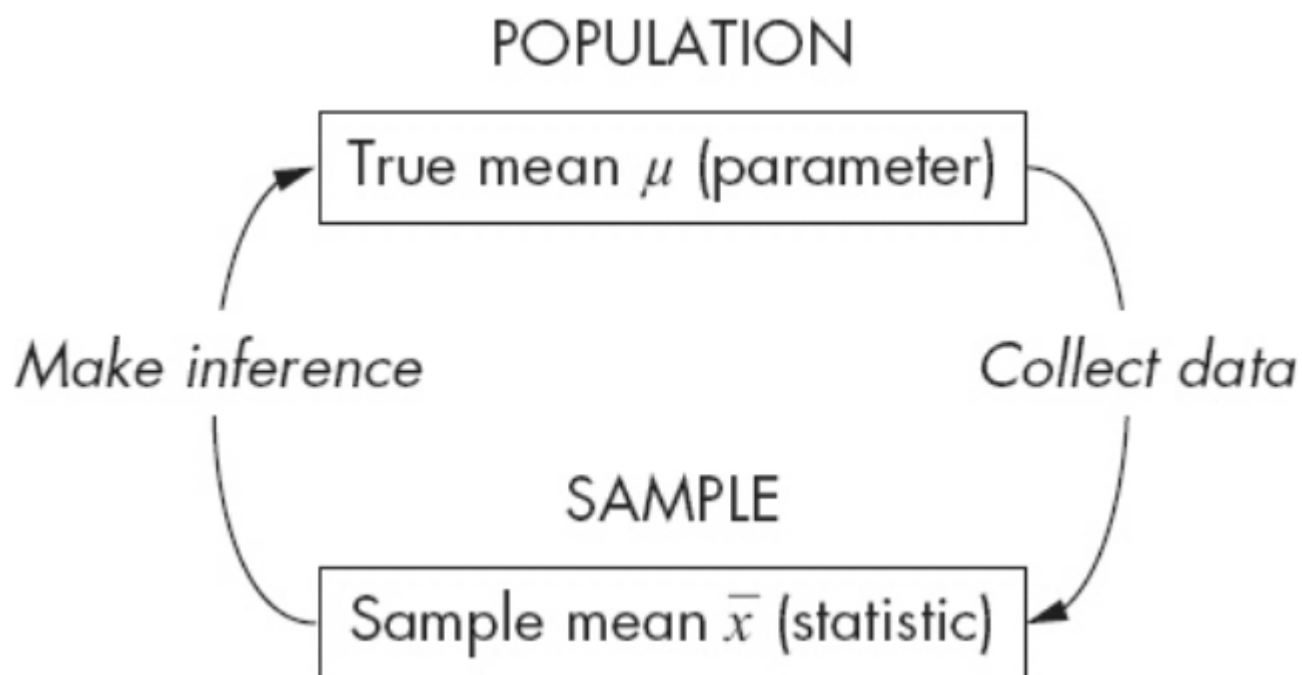 POPULATION
True mean μ (parameter)
Make inference
Collect data
SAMPLE
Sample mean x̄ (statistic)